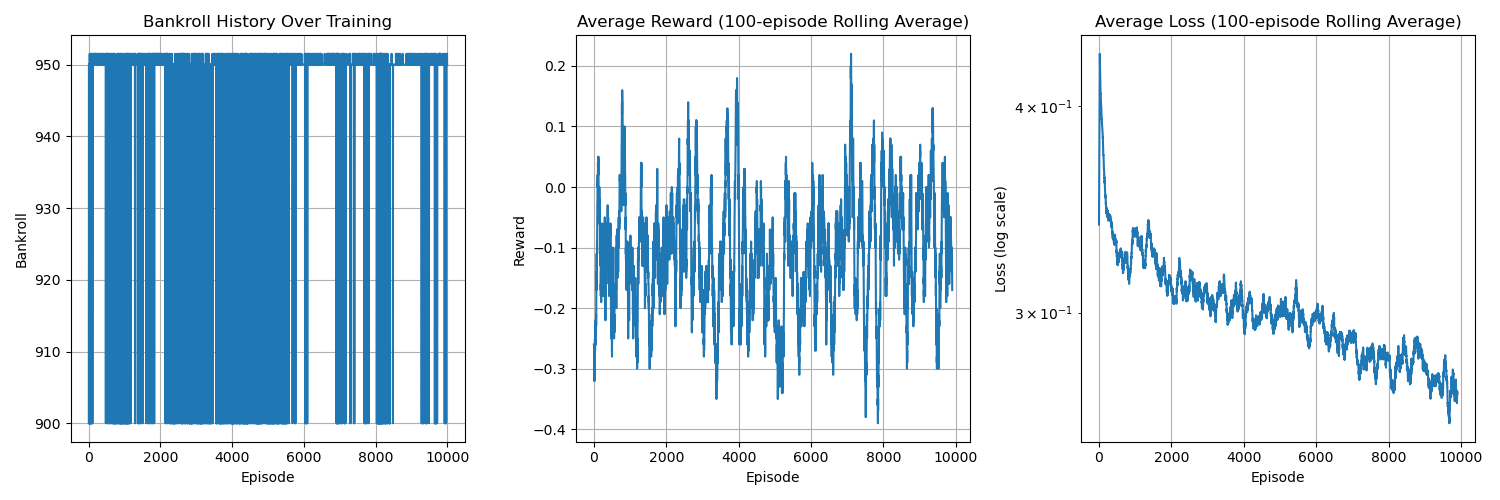 Bankroll History Over Training
Bankroll
950
940
930
920
910
900
0 2000 4000 6000 8000 10000
Episode
Average Reward (100-episode Rolling Average)
Reward
0.2
0.1
0.0
−0.1
−0.2
−0.3
−0.4
0 2000 4000 6000 8000 10000
Episode
Average Loss (100-episode Rolling Average)
Loss (log scale)
4 × 10⁻¹
3 × 10⁻¹
0 2000 4000 6000 8000 10000
Episode